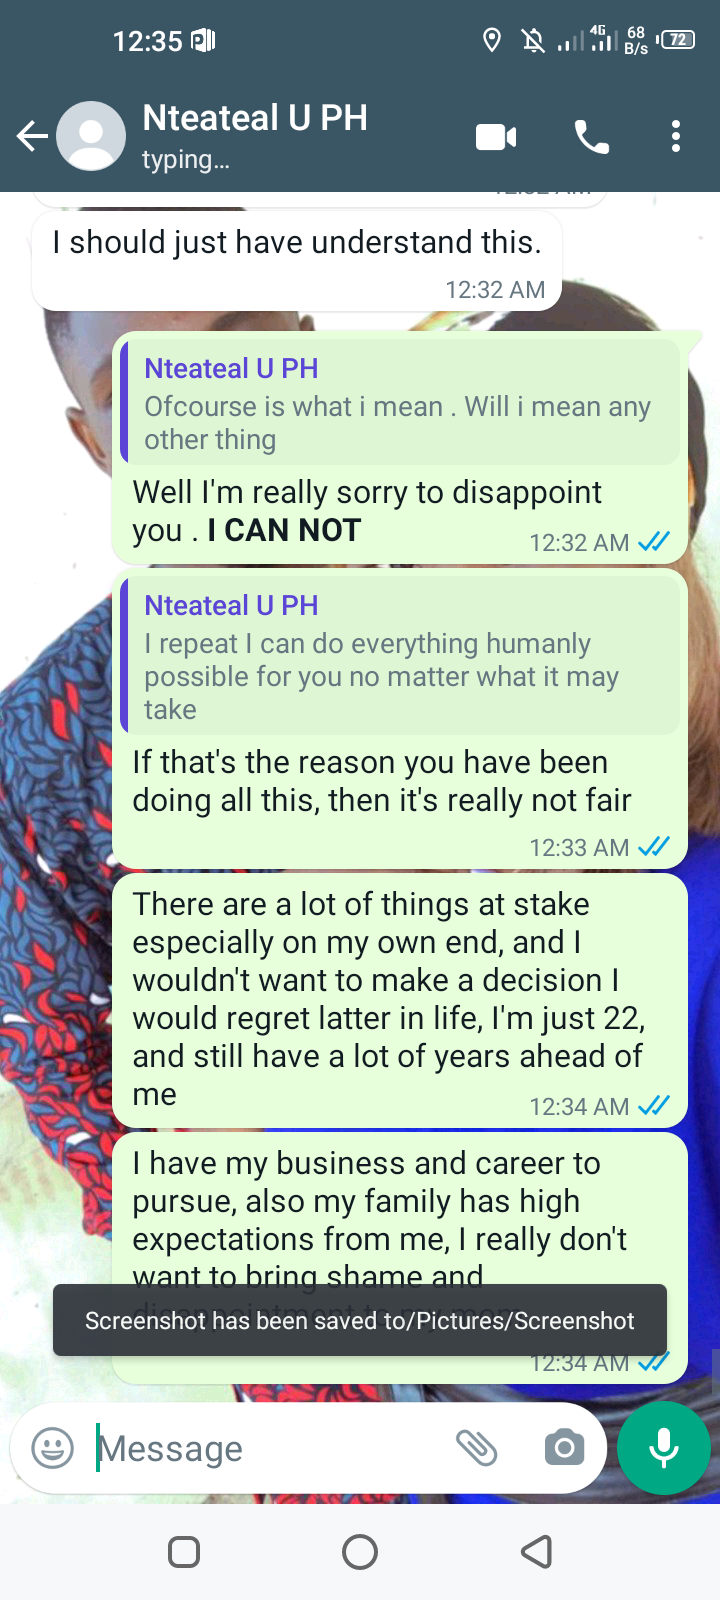 12:35
4G
68
B/s
72
Nteateal U PH
typing...
I should just have understand this.
12:32 AM
Nteateal U PH
Ofcourse is what i mean . Will i mean any
other thing
Well I'm really sorry to disappoint
you . I CAN NOT
12:32 AM
Nteateal U PH
I repeat I can do everything humanly
possible for you no matter what it may
take
If that's the reason you have been
doing all this, then it's really not fair
12:33 AM
There are a lot of things at stake
especially on my own end, and I
wouldn't want to make a decision I
would regret latter in life, I'm just 22,
and still have a lot of years ahead of
me
12:34 AM
I have my business and career to
pursue, also my family has high
expectations from me, I really don't
want to bring shame and
Screenshot has been saved to/Pictures/Screenshot
12:34 AM
Message